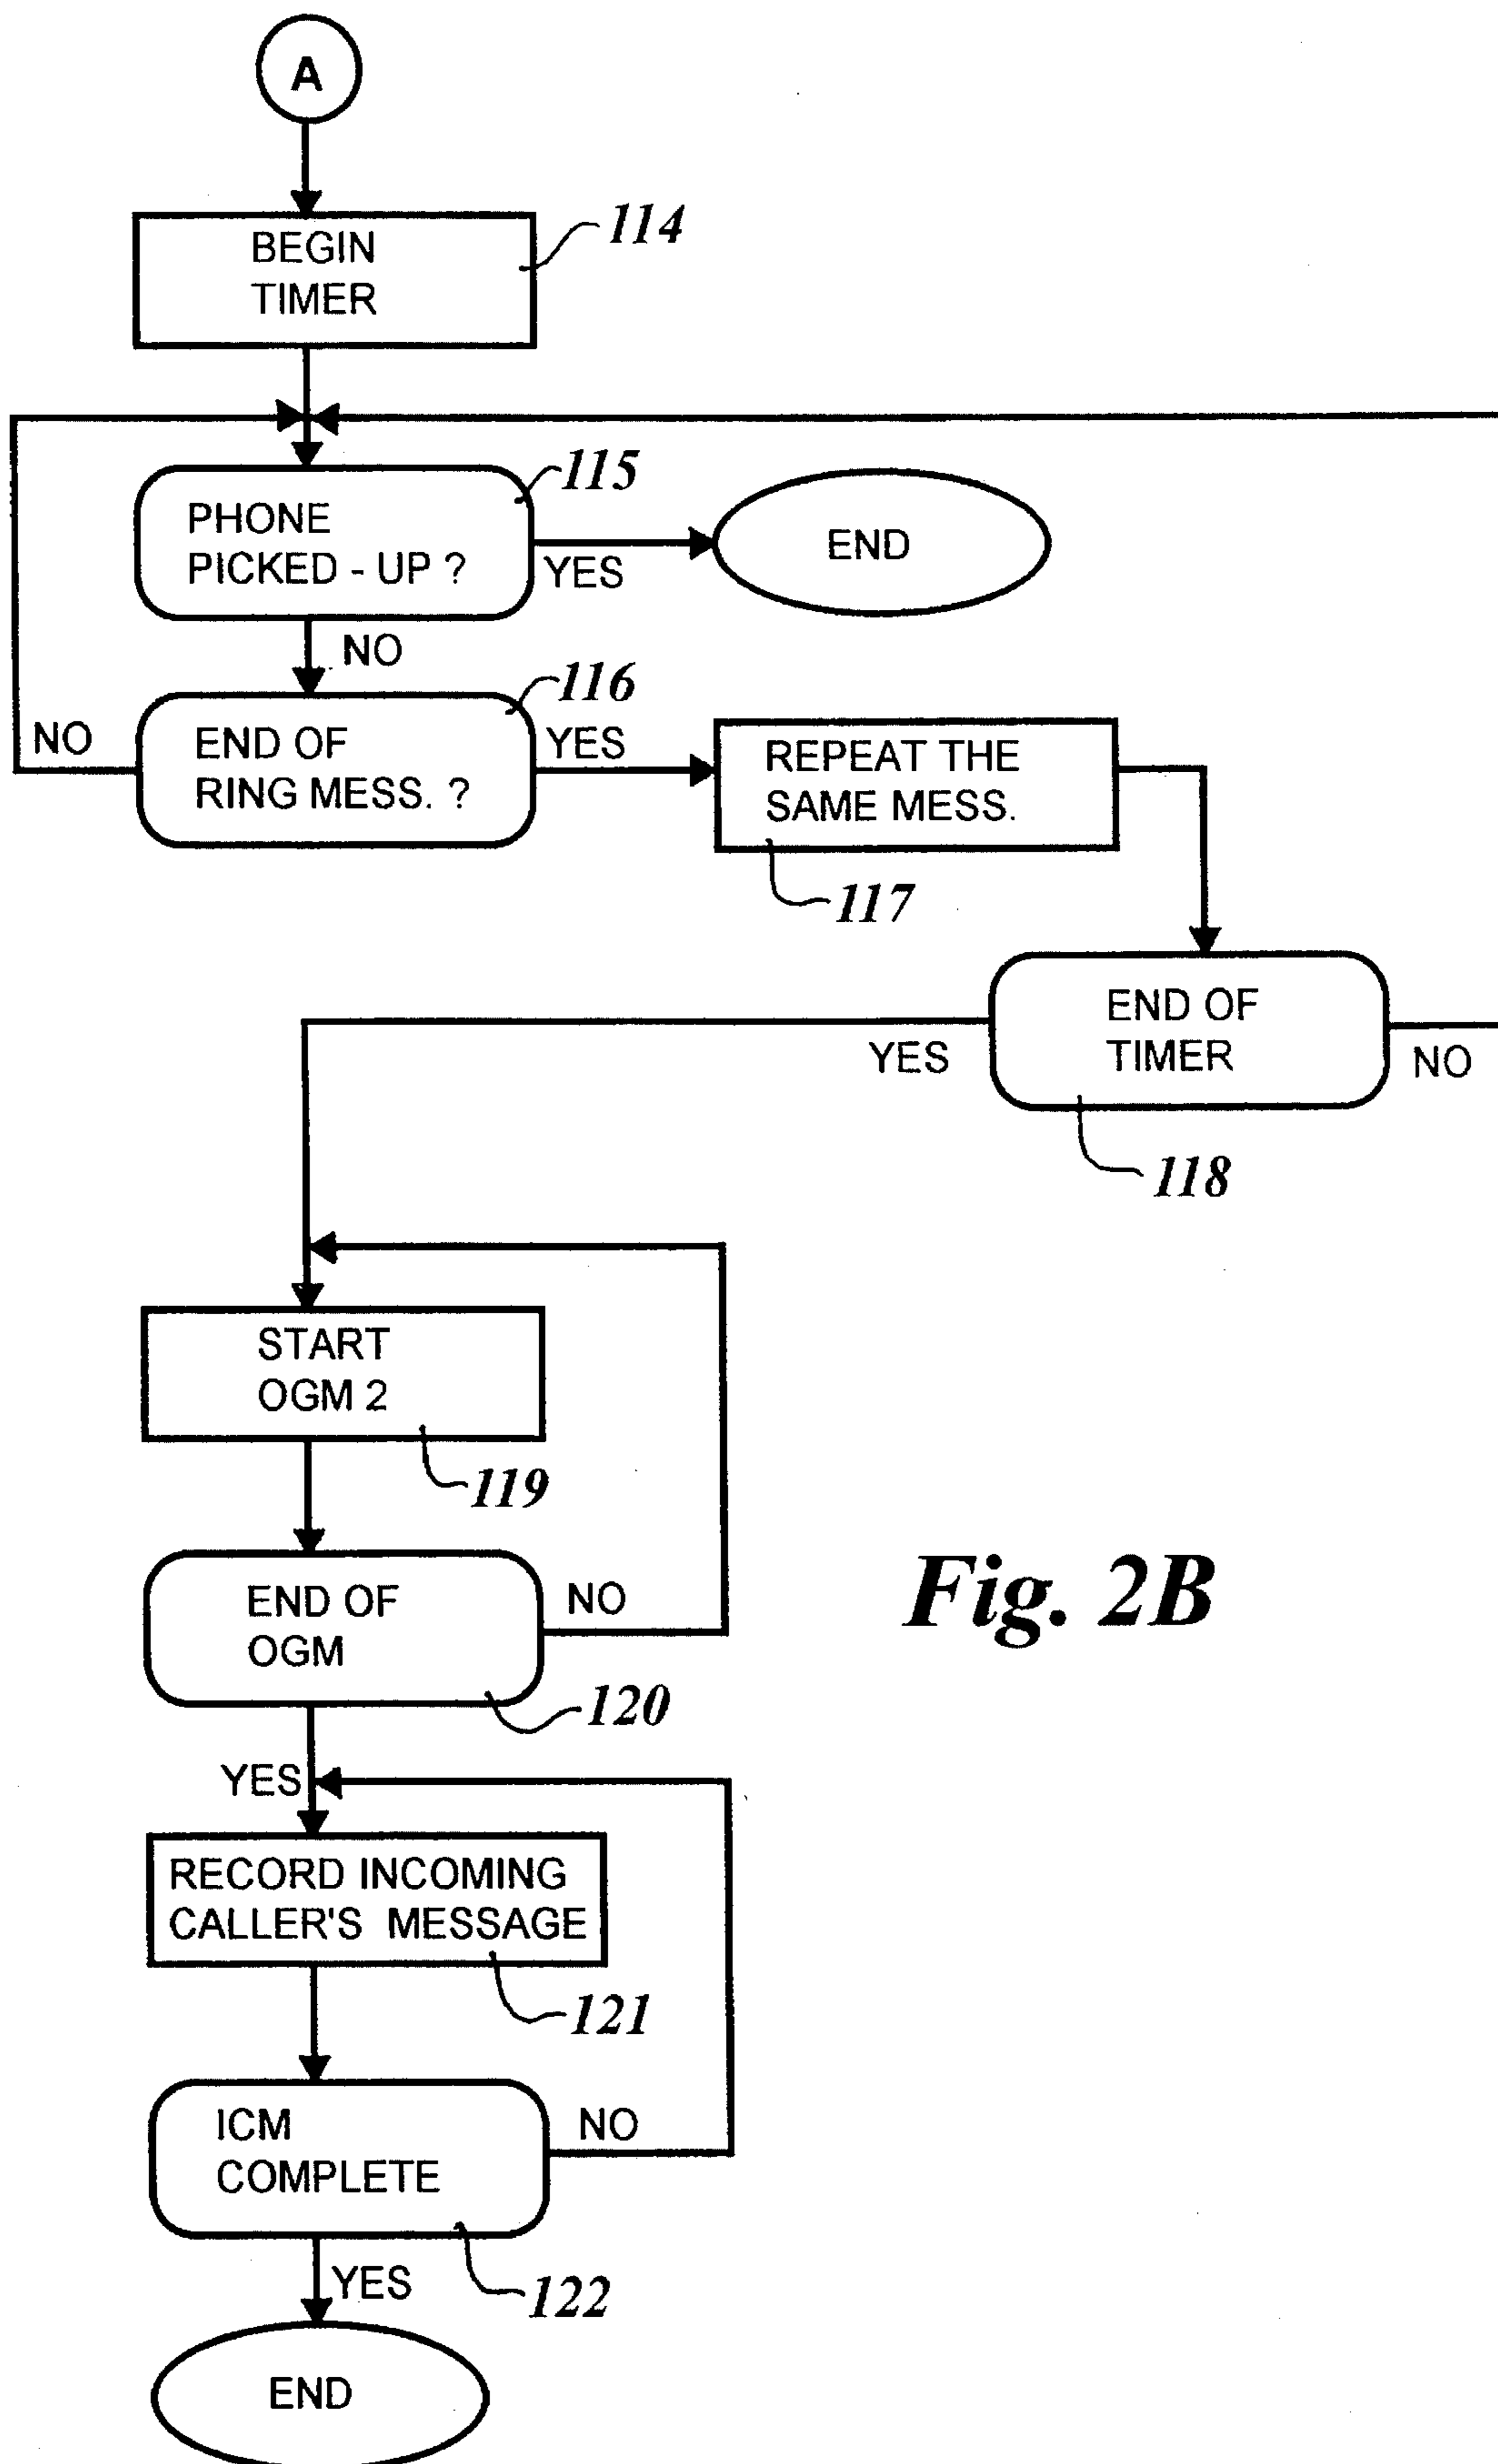 A
BEGIN
TIMER
114
PHONE
PICKED - UP ?
115
YES
END
NO
END OF
RING MESS. ?
116
NO
YES
REPEAT THE
SAME MESS.
117
END OF
TIMER
YES
NO
118
START
OGM 2
119
END OF
OGM
NO
120
Fig. 2B
YES
RECORD INCOMING
CALLER'S MESSAGE
121
ICM
COMPLETE
NO
122
YES
END